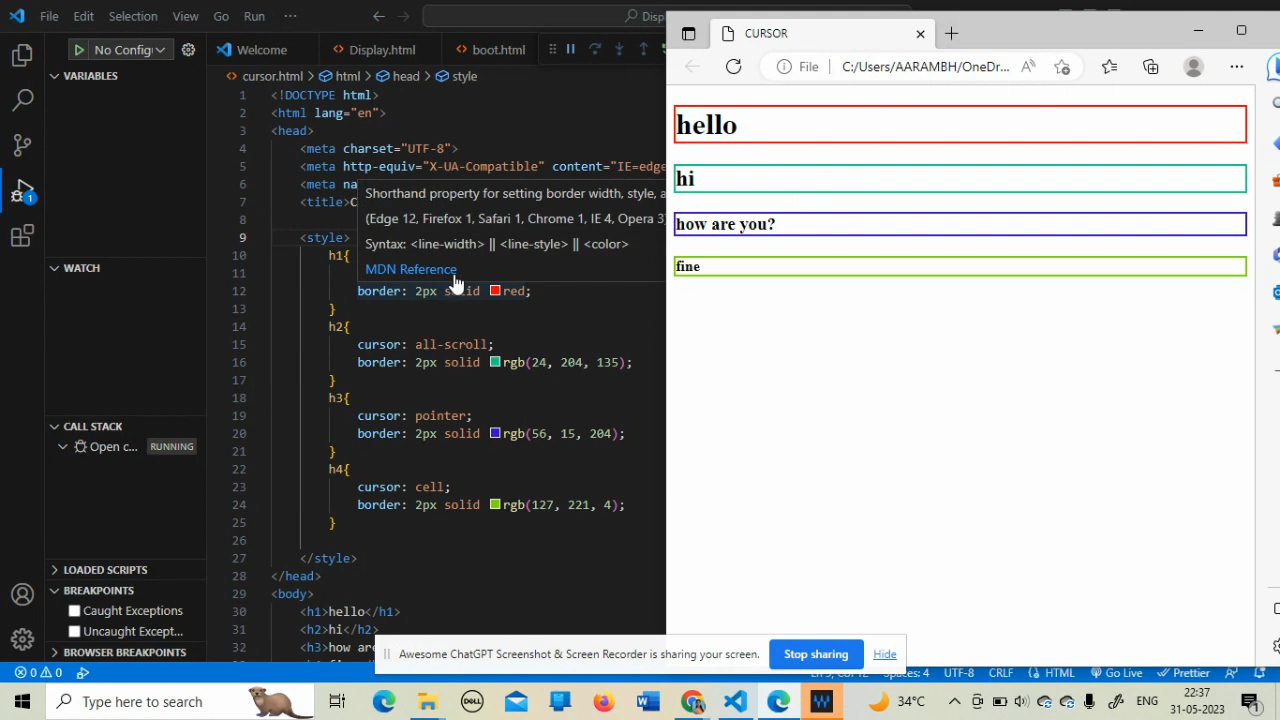 File Edit Selection View Go Run ··· Disp
No Config
Welcome Display.html boot.html
cursor.html > html > head > style
VARIABLES
WATCH
CALL STACK
Open c... RUNNING
LOADED SCRIPTS
BREAKPOINTS
Caught Exceptions
Uncaught Except...
BROWSER BREAKPOINTS
1
1 <!DOCTYPE html>
2 <html lang="en">
3 <head>
4 <meta charset="UTF-8">
5 <meta http-equiv="X-UA-Compatible" content="IE=edge
6 <meta na
7 <title>C
8
9 <style>
10 h1{
11
12 border: 2px solid red;
13 }
14 h2{
15 cursor: all-scroll;
16 border: 2px solid rgb(24, 204, 135);
17 }
18 h3{
19 cursor: pointer;
20 border: 2px solid rgb(56, 15, 204);
21 }
22 h4{
23 cursor: cell;
24 border: 2px solid rgb(127, 221, 4);
25 }
26
27 </style>
28 </head>
29 <body>
30 <h1>hello</h1>
31 <h2>hi</h2>
32 <h3>how are
Shorthand property for setting border width, style, a
(Edge 12, Firefox 1, Safari 1, Chrome 1, IE 4, Opera 3
Syntax: <line-width> || <line-style> || <color>
MDN Reference
CURSOR
File C:/Users/AARAMBH/OneDr...
hello
hi
how are you?
fine
Awesome ChatGPT Screenshot & Screen Recorder is sharing your screen. Stop sharing Hide
0 0 Spaces: 4 UTF-8 CRLF HTML Go Live Prettier
Type here to search
DELL
34°C ENG 22:37
31-05-2023 1